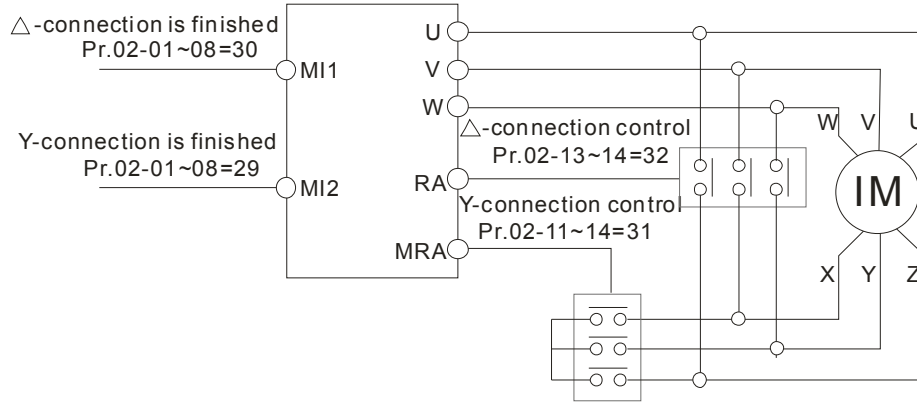 △-connection is finished
Pr.02-01~08=30
MI1
Y-connection is finished
Pr.02-01~08=29
MI2
U
V
W
△-connection control
Pr.02-13~14=32
RA
Y-connection control
Pr.02-11~14=31
MRA
W V U
IM
X Y Z